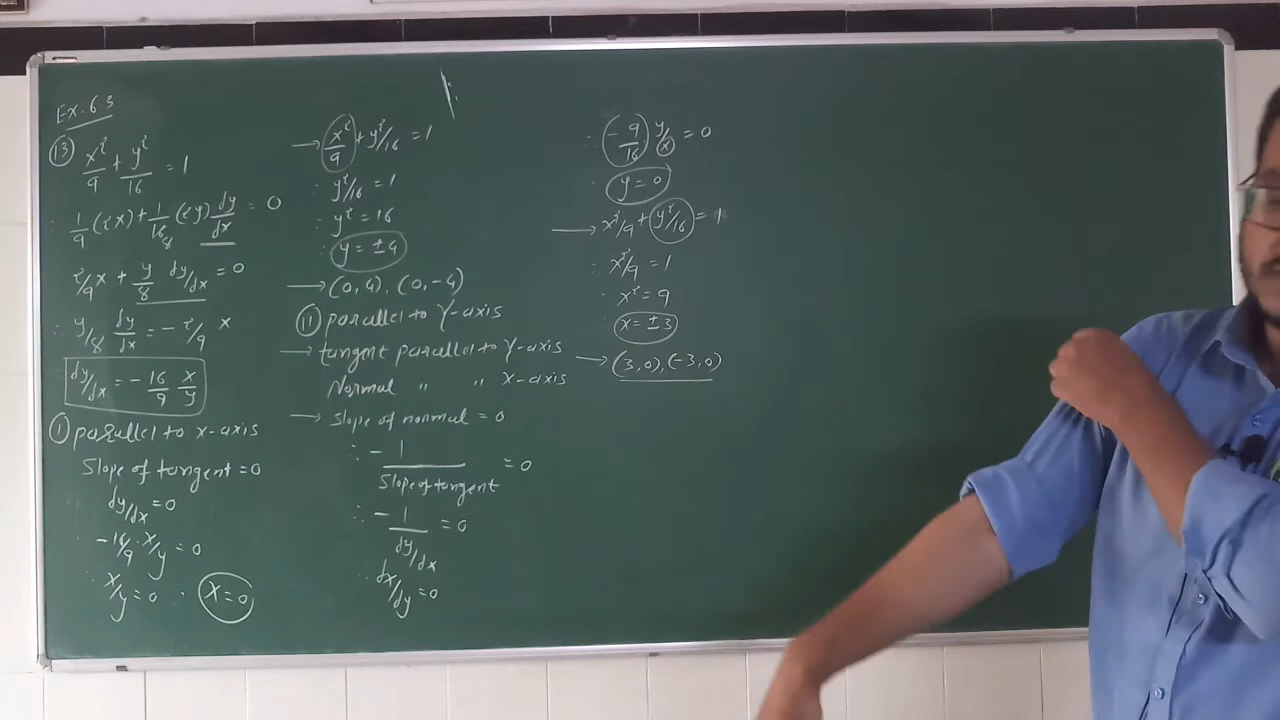 Ex. 6.3
(13) x²/9 + y²/16 = 1
∴ 1/9 (2x) + 1/16 8 (2y) dy/dx = 0
2/9 x + y/8 dy/dx = 0
∴ y/8 dy/dx = - 2/9 x
dy/dx = - 16/9 x/y
(i) parallel to x-axis
Slope of tangent = 0
dy/dx = 0
- 16/9 · x/y = 0
∴ x/y = 0 ∴ x = 0
→ x²/9 + y²/16 = 1
∴ y²/16 = 1
∴ y² = 16
∴ y = ±4
→ (0, 4), (0, -4)
(ii) parallel to Y-axis
→ tangent parallel to Y-axis
Normal " " X-axis
→ Slope of normal = 0
∴ - 1/Slope of tangent = 0
∴ - 1/dy/dx = 0
∴ dx/dy = 0
∴ - 9/16 y/x = 0
∴ y = 0
→ x²/9 + y²/16 = 1
∴ x²/9 = 1
∴ x² = 9
∴ x = ±3
→ (3, 0), (-3, 0)